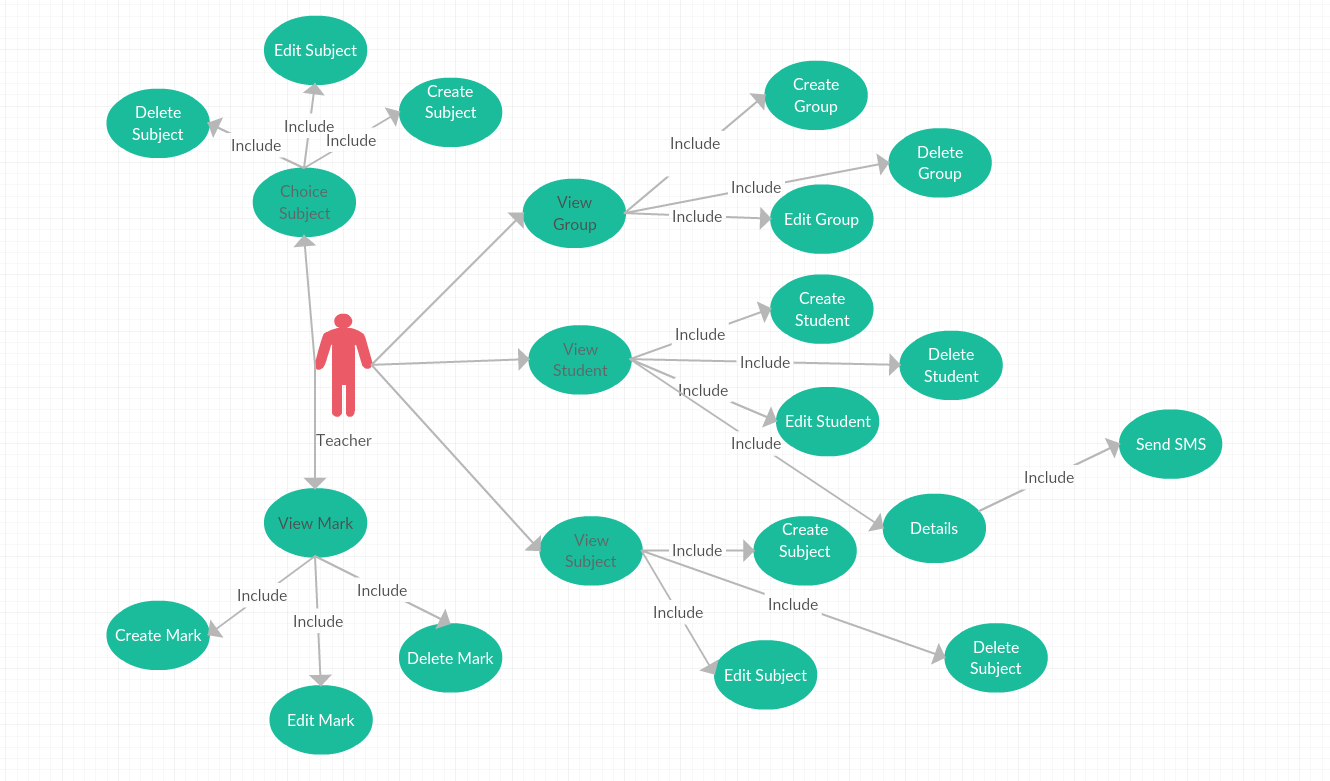 Edit Subject
Create
Subject
Delete
Subject
Include
Include
Include
Choice
Subject
Create
Group
Include
Delete
Group
Include
View
Group
Include
Edit Group
Create
Student
Include
View
Student
Include
Delete
Student
Include
Edit Student
Include
Teacher
Send SMS
Include
Details
View Mark
Create
Subject
View
Subject
Include
Include
Include
Include
Include
Include
Create Mark
Delete Mark
Edit Subject
Delete
Subject
Edit Mark